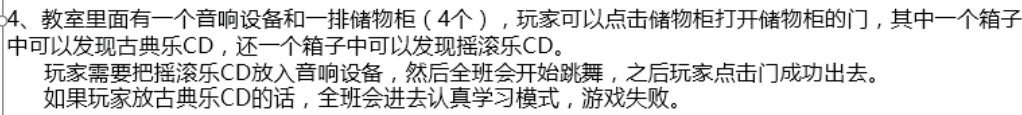 4、教室里面有一个音响设备和一排储物柜（4个），玩家可以点击储物柜打开储物柜的门，其中一个箱子
中可以发现古典乐CD，还一个箱子中可以发现摇滚乐CD。
玩家需要把摇滚乐CD放入音响设备，然后全班会开始跳舞，之后玩家点击门成功出去。
如果玩家放古典乐CD的话，全班会进去认真学习模式，游戏失败。